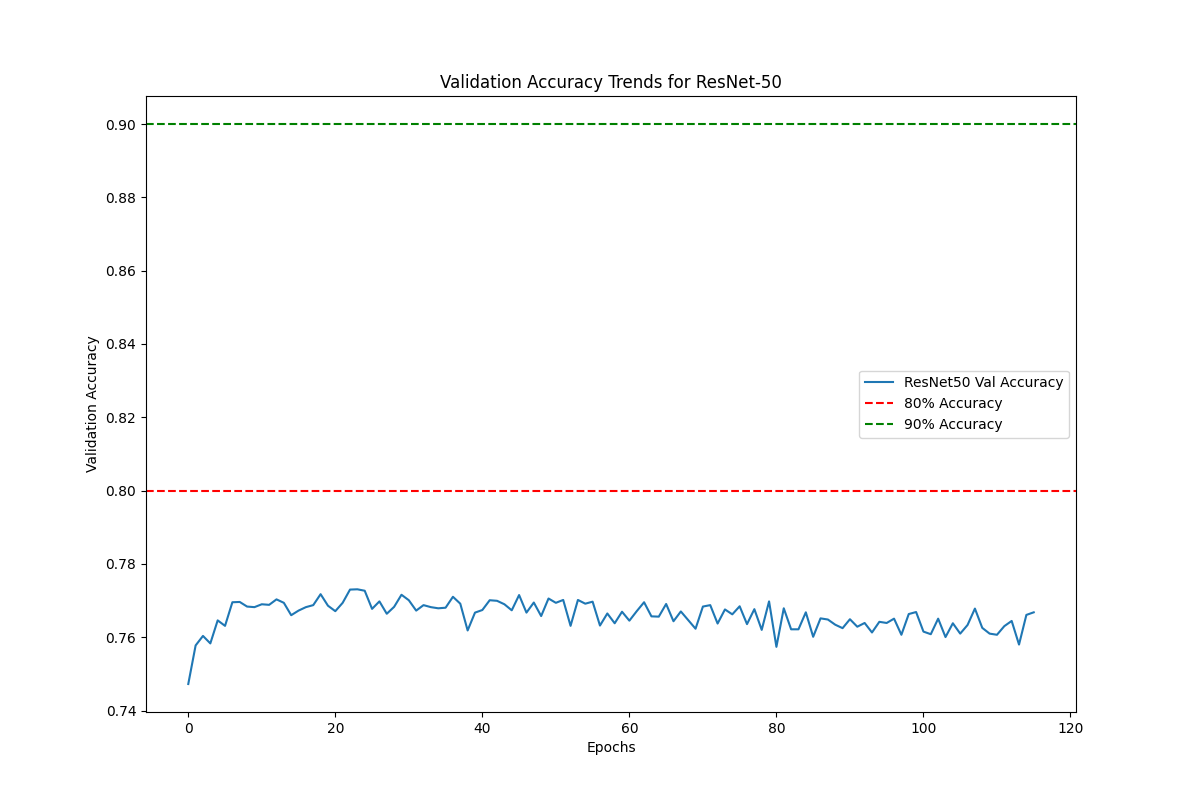 Validation Accuracy Trends for ResNet-50
0.90
0.88
0.86
0.84
0.82
0.80
0.78
0.76
0.74
Validation Accuracy
ResNet50 Val Accuracy
80% Accuracy
90% Accuracy
0 20 40 60 80 100 120
Epochs